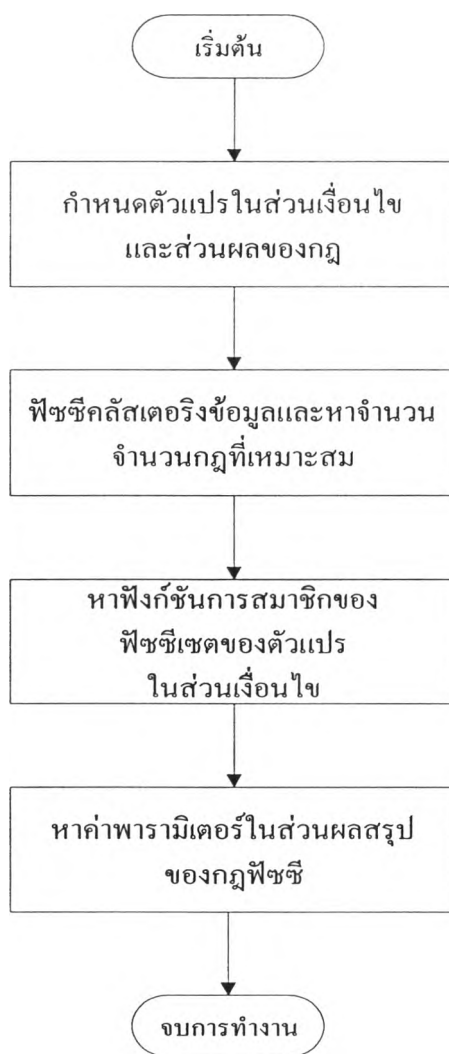 เริ่มต้น
กำหนดตัวแปรในส่วนเงื่อนไข
และส่วนผลของกฎ
ฟัซซีคลัสเตอริงข้อมูลและหาจำนวน
จำนวนกฎที่เหมาะสม
หาฟังก์ชันการสมาชิกของ
ฟัซซีเซตของตัวแปร
ในส่วนเงื่อนไข
หาค่าพารามิเตอร์ในส่วนผลสรุป
ของกฎฟัซซี
จบการทำงาน